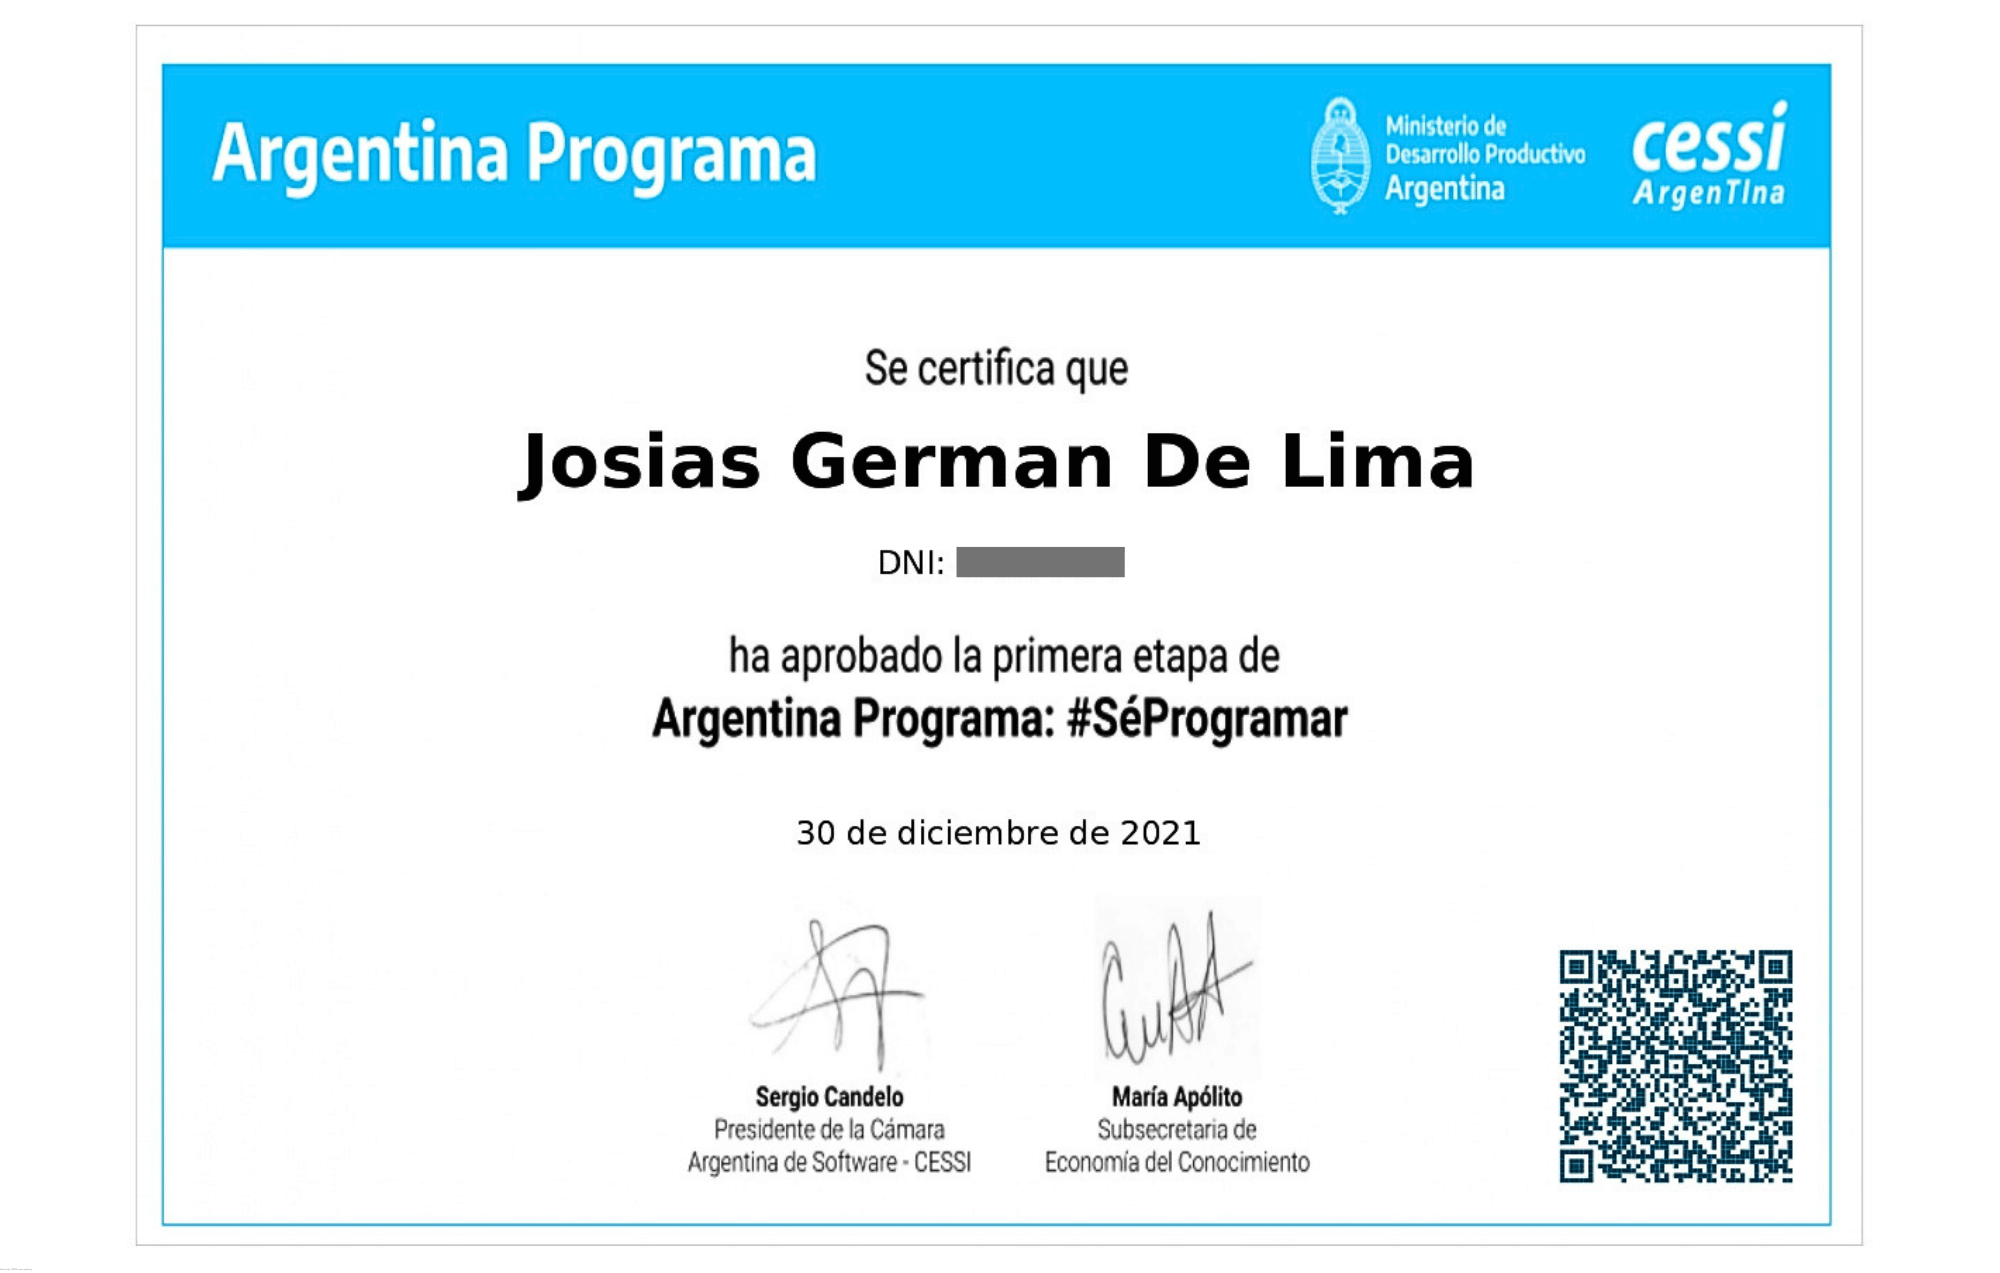 Argentina Programa
Ministerio de
Desarrollo Productivo
Argentina
cessi
ArgenTIna
Se certifica que
Josias German De Lima
DNI:
ha aprobado la primera etapa de
Argentina Programa: #SéProgramar
30 de diciembre de 2021
Sergio Candelo
Presidente de la Cámara
Argentina de Software - CESSI
María Apólito
Subsecretaria de
Economía del Conocimiento